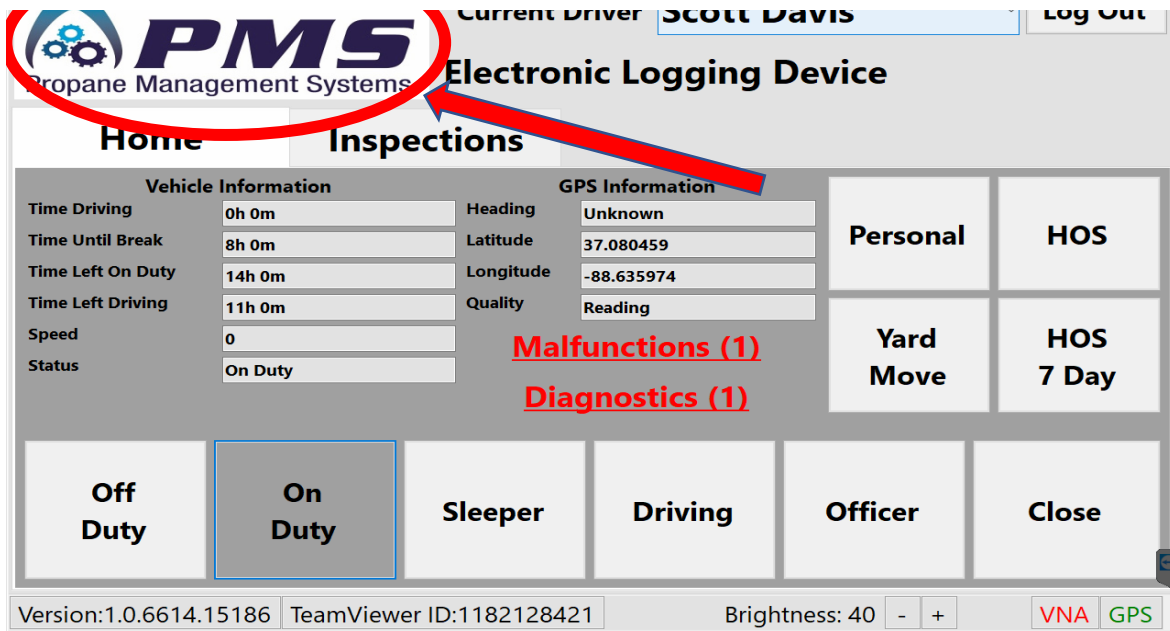 PMS
Propane Management Systems
Current Driver Scott Davis Log Out
Electronic Logging Device
Home Inspections
Vehicle Information GPS Information
Time Driving 0h 0m Heading Unknown
Time Until Break 8h 0m Latitude 37.080459
Time Left On Duty 14h 0m Longitude -88.635974
Time Left Driving 11h 0m Quality Reading
Speed 0
Status On Duty
Malfunctions (1)
Diagnostics (1)
Personal HOS
Yard Move
HOS 7 Day
Off Duty
On Duty
Sleeper Driving Officer Close
Version:1.0.6614.15186 TeamViewer ID:1182128421 Brightness: 40 - + VNA GPS